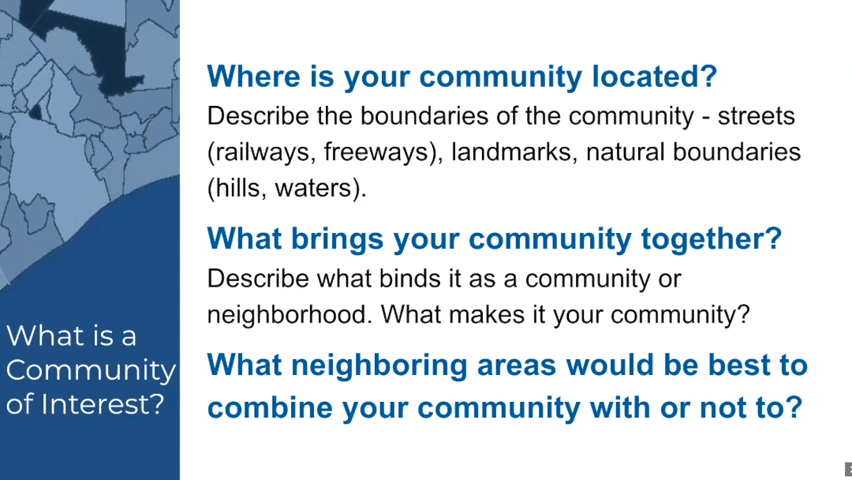 Where is your community located?
Describe the boundaries of the community - streets
(railways, freeways), landmarks, natural boundaries
(hills, waters).
What brings your community together?
Describe what binds it as a community or
neighborhood. What makes it your community?
What neighboring areas would be best to
combine your community with or not to?
What is a
Community
of Interest?